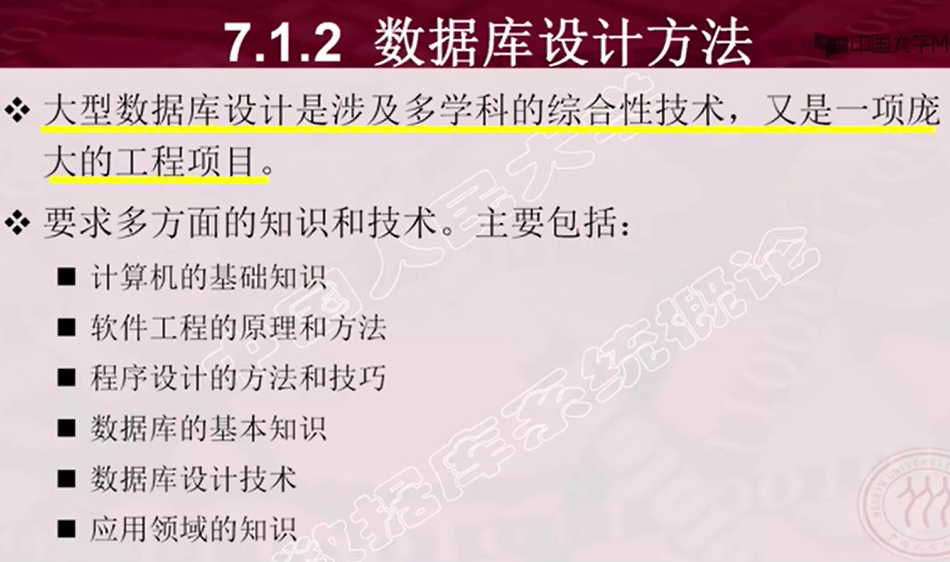 7.1.2 数据库设计方法
中国大学M
大型数据库设计是涉及多学科的综合性技术，又是一项庞
大的工程项目。
要求多方面的知识和技术。主要包括：
计算机的基础知识
软件工程的原理和方法
程序设计的方法和技巧
数据库的基本知识
数据库设计技术
应用领域的知识
中国人民大学
数据库系统概论